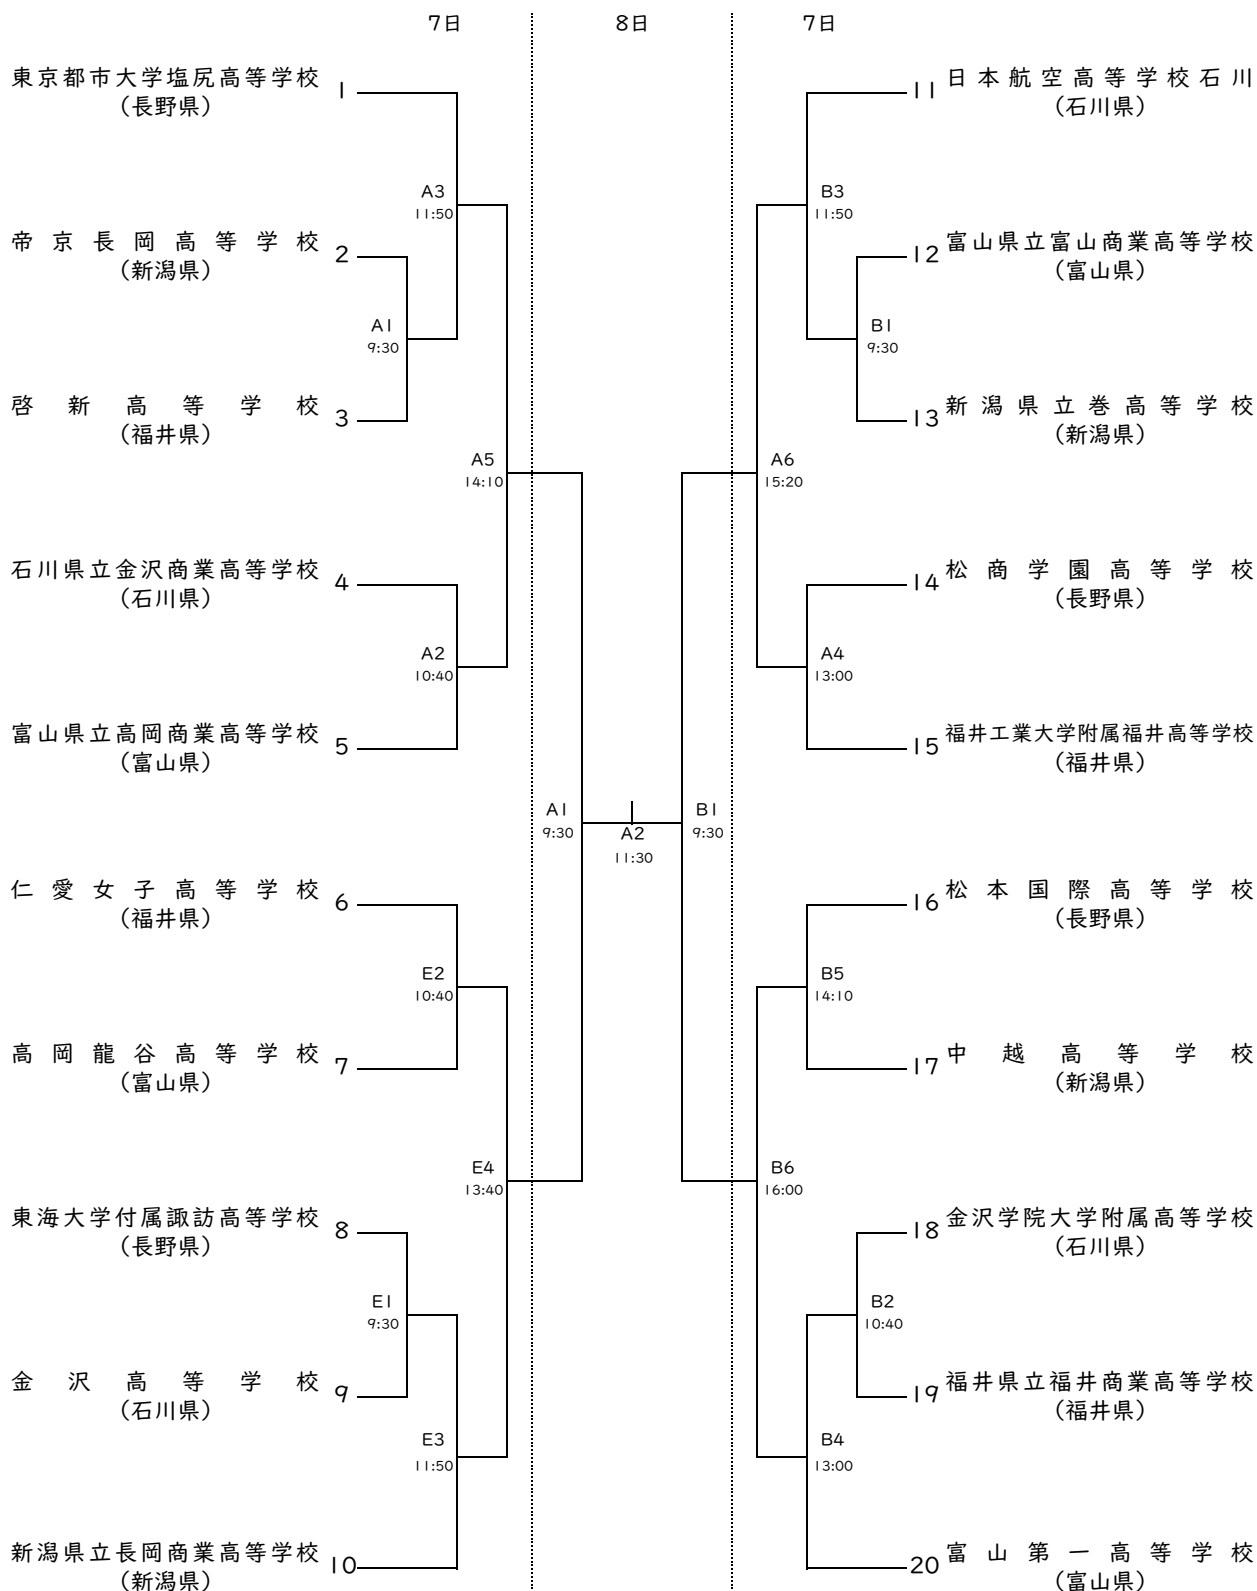 7日 8日 7日
東京都市大学塩尻高等学校 1
(長野県)
11 日本航空高等学校石川
(石川県)
A3
11:50
B3
11:50
帝京長岡高等学校 2
(新潟県)
12 富山県立富山商業高等学校
(富山県)
A1
9:30
B1
9:30
啓新高等学校 3
(福井県)
13 新潟県立巻高等学校
(新潟県)
A5
14:10
A6
15:20
石川県立金沢商業高等学校 4
(石川県)
14 松商学園高等学校
(長野県)
A2
10:40
A4
13:00
富山県立高岡商業高等学校 5
(富山県)
15 福井工業大学附属福井高等学校
(福井県)
A1
9:30
A2
11:30
B1
9:30
仁愛女子高等学校 6
(福井県)
16 松本国際高等学校
(長野県)
E2
10:40
B5
14:10
高岡龍谷高等学校 7
(富山県)
17 中越高等学校
(新潟県)
E4
13:40
B6
16:00
東海大学付属諏訪高等学校 8
(長野県)
18 金沢学院大学附属高等学校
(石川県)
E1
9:30
B2
10:40
金沢高等学校 9
(石川県)
19 福井県立福井商業高等学校
(福井県)
E3
11:50
B4
13:00
新潟県立長岡商業高等学校 10
(新潟県)
20 富山第一高等学校
(富山県)